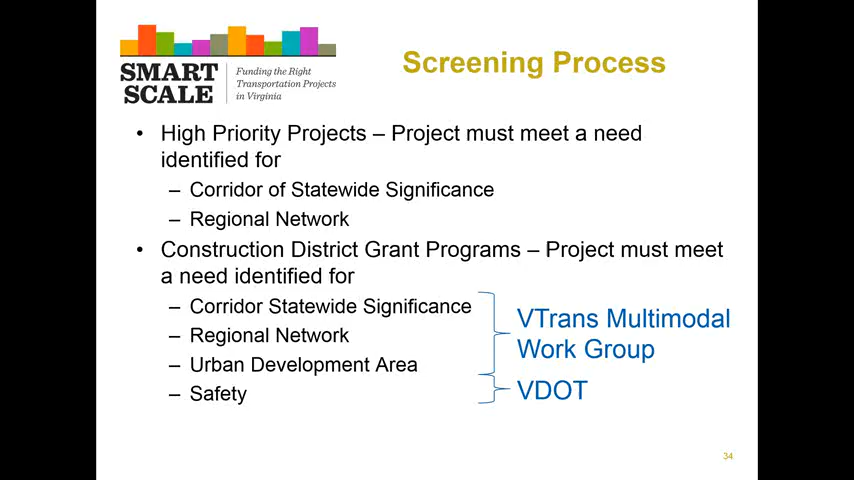 SMART
SCALE
Funding the Right
Transportation Projects
in Virginia
Screening Process
• High Priority Projects – Project must meet a need
identified for
– Corridor of Statewide Significance
– Regional Network
• Construction District Grant Programs – Project must meet
a need identified for
– Corridor Statewide Significance
– Regional Network
– Urban Development Area
– Safety
VTrans Multimodal
Work Group
VDOT
34